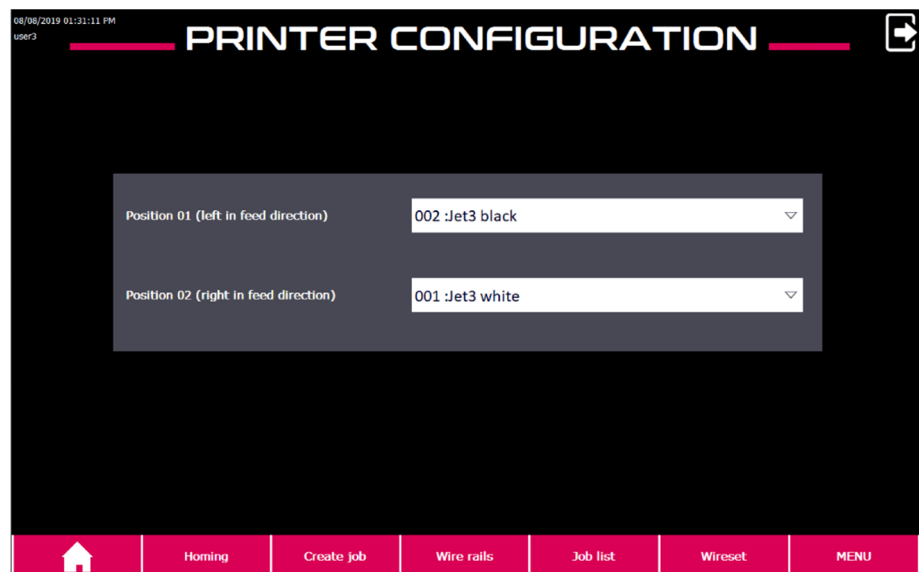 08/08/2019 01:31:11 PM
user3
PRINTER CONFIGURATION
Position 01 (left in feed direction)
002 :Jet3 black
Position 02 (right in feed direction)
001 :Jet3 white
Homing
Create job
Wire rails
Job list
Wireset
MENU